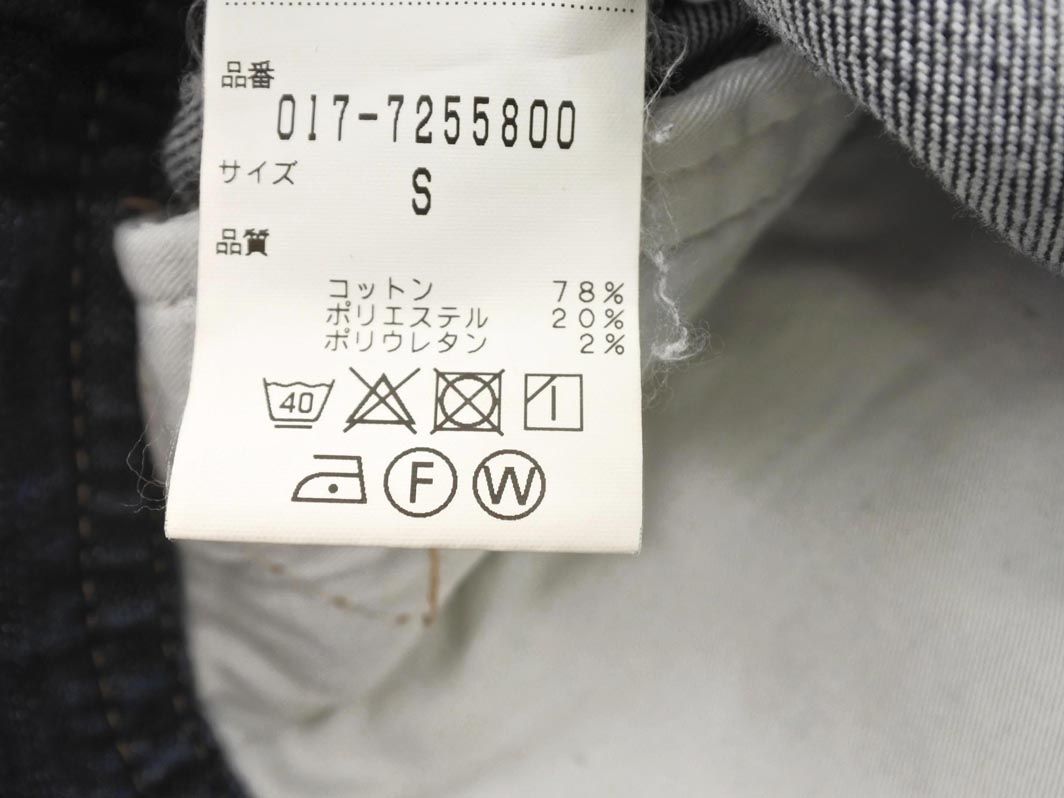 品番
017-7255800
サイズ
S
品質
コットン 78%
ポリエステル 20%
ポリウレタン 2%
40
F W